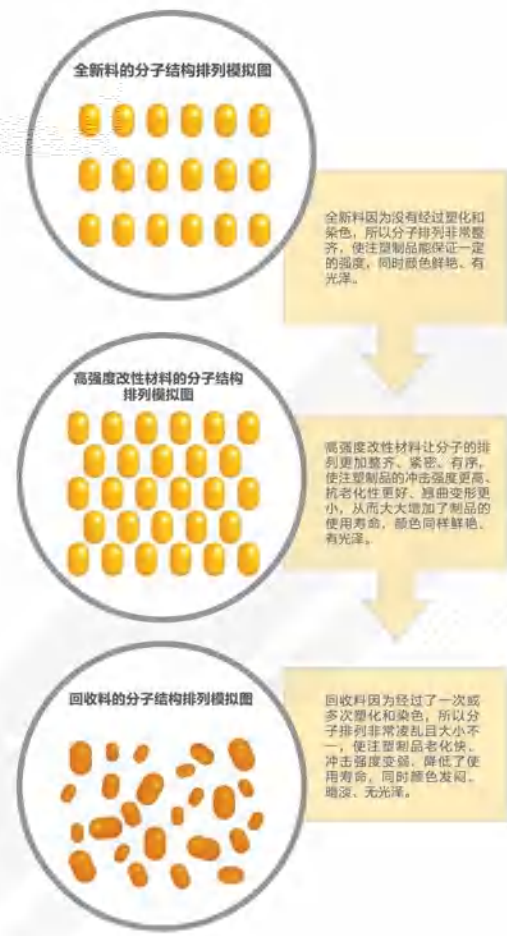 全新料的分子结构排列模拟图
全新料因为没有经过塑化和
染色，所以分子排列非常整
齐，使注塑制品能保证一定
的强度，同时颜色鲜艳、有
光泽。
高强度改性材料的分子结构
排列模拟图
高强度改性材料让分子的排
列更加整齐、紧密、有序，
使注塑制品的冲击强度更高、
抗老化性更好、翘曲变形更
小，从而大大增加了制品的
使用寿命，颜色同样鲜艳、
有光泽。
回收料的分子结构排列模拟图
回收料因为经过了一次或
多次塑化和染色，所以分
子排列非常凌乱且大小不
一，使注塑制品老化快、
冲击强度变弱、降低了使
用寿命，同时颜色发闷、
暗淡、无光泽。